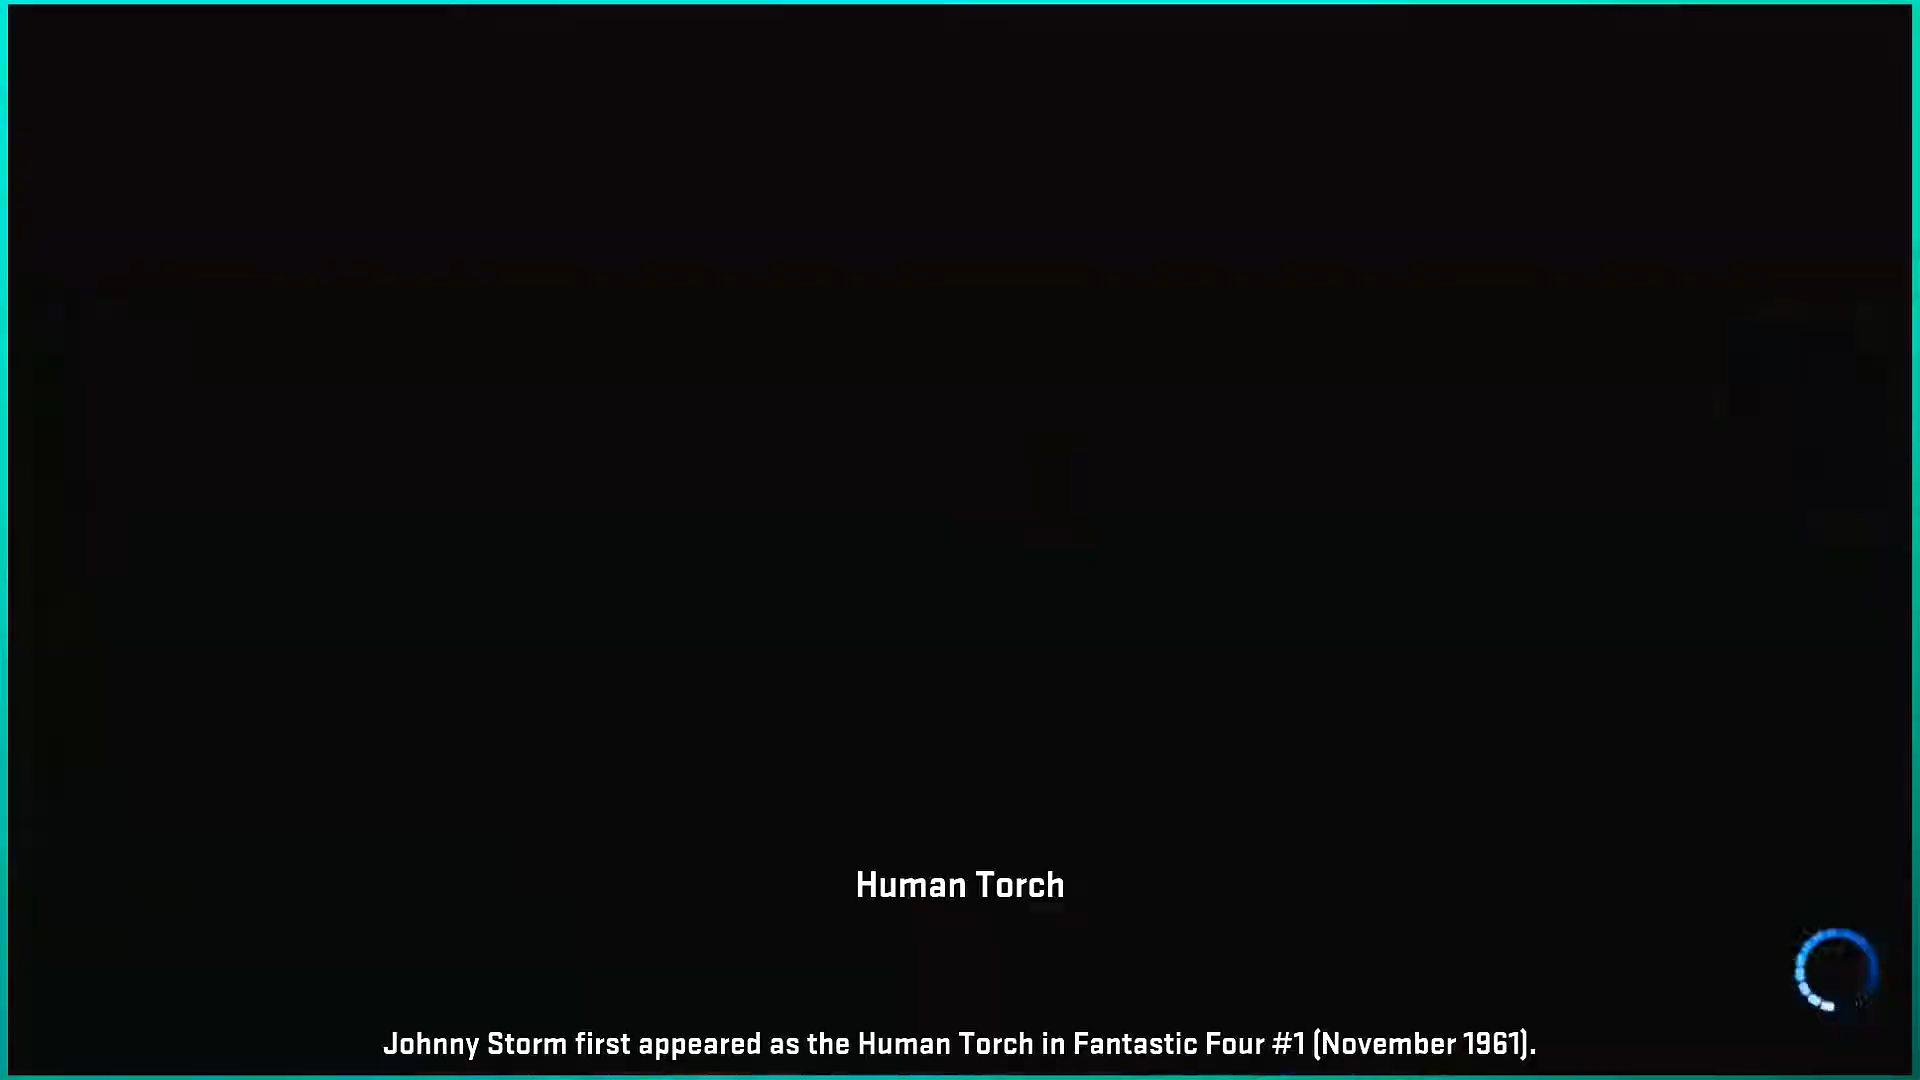 Human Torch
Johnny Storm first appeared as the Human Torch in Fantastic Four #1 (November 1961).